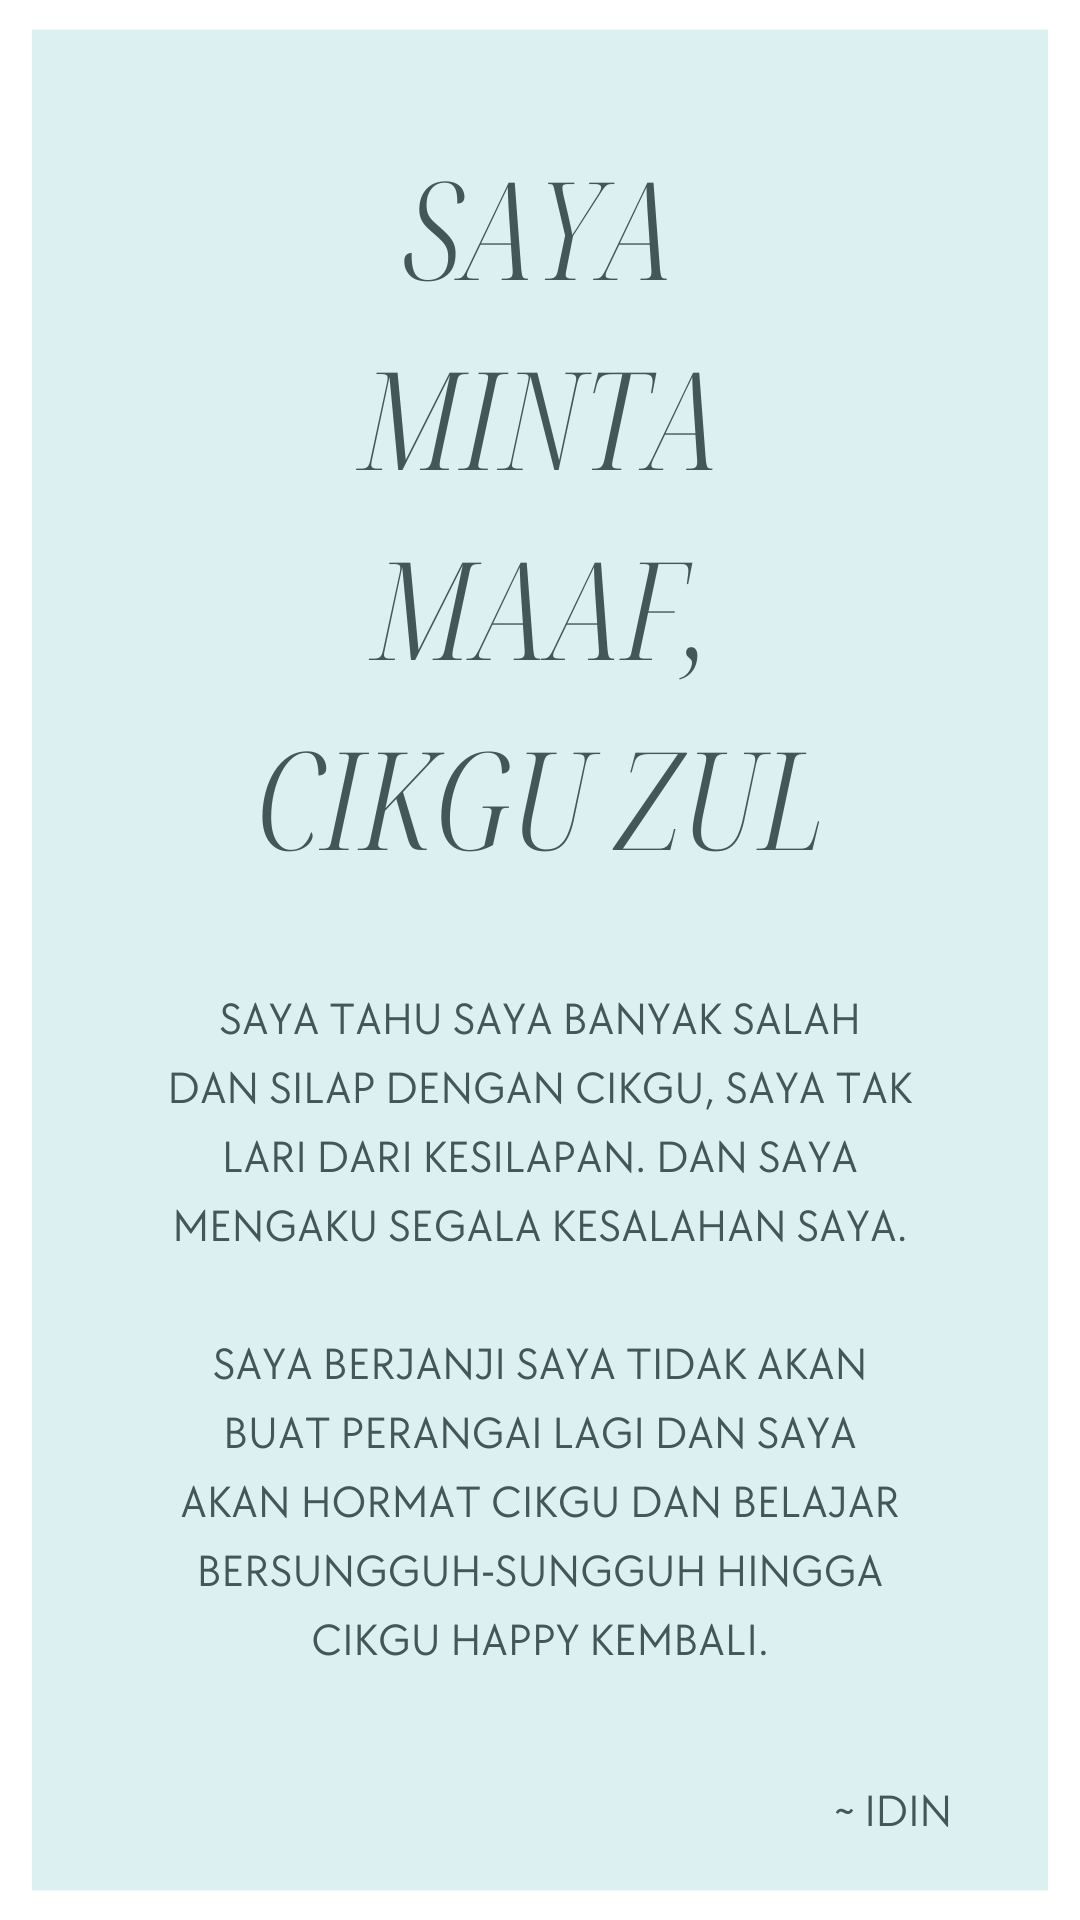 SAYA
MINTA
MAAF,
CIKGU ZUL
SAYA TAHU SAYA BANYAK SALAH
DAN SILAP DENGAN CIKGU, SAYA TAK
LARI DARI KESILAPAN. DAN SAYA
MENGAKU SEGALA KESALAHAN SAYA.
SAYA BERJANJI SAYA TIDAK AKAN
BUAT PERANGAI LAGI DAN SAYA
AKAN HORMAT CIKGU DAN BELAJAR
BERSUNGGUH-SUNGGUH HINGGA
CIKGU HAPPY KEMBALI.
~ IDIN